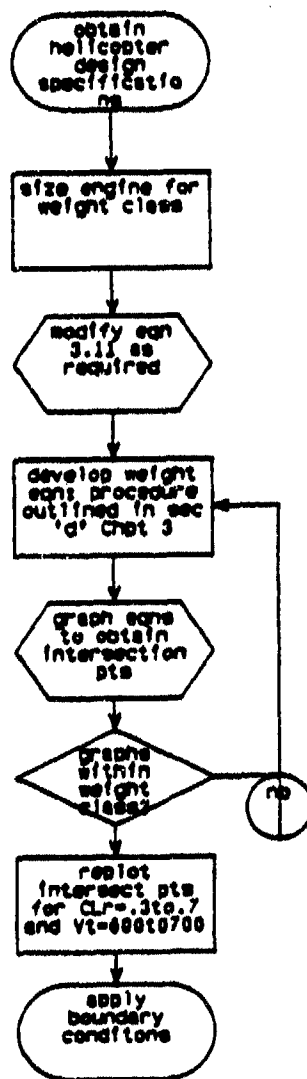 obtain
helicopter
design
specificatio
ns
size engine for
weight class
modify eqn
3.11 as
required
develop weight
eqn: procedure
outlined in sec
'd' Chpt 3
graph eqns
to obtain
intersection
pts
graphs
within
weight
class?
no
replot
intersect pts
for CLr=.3to.7
and Vt=600to700
apply
boundary
conditons